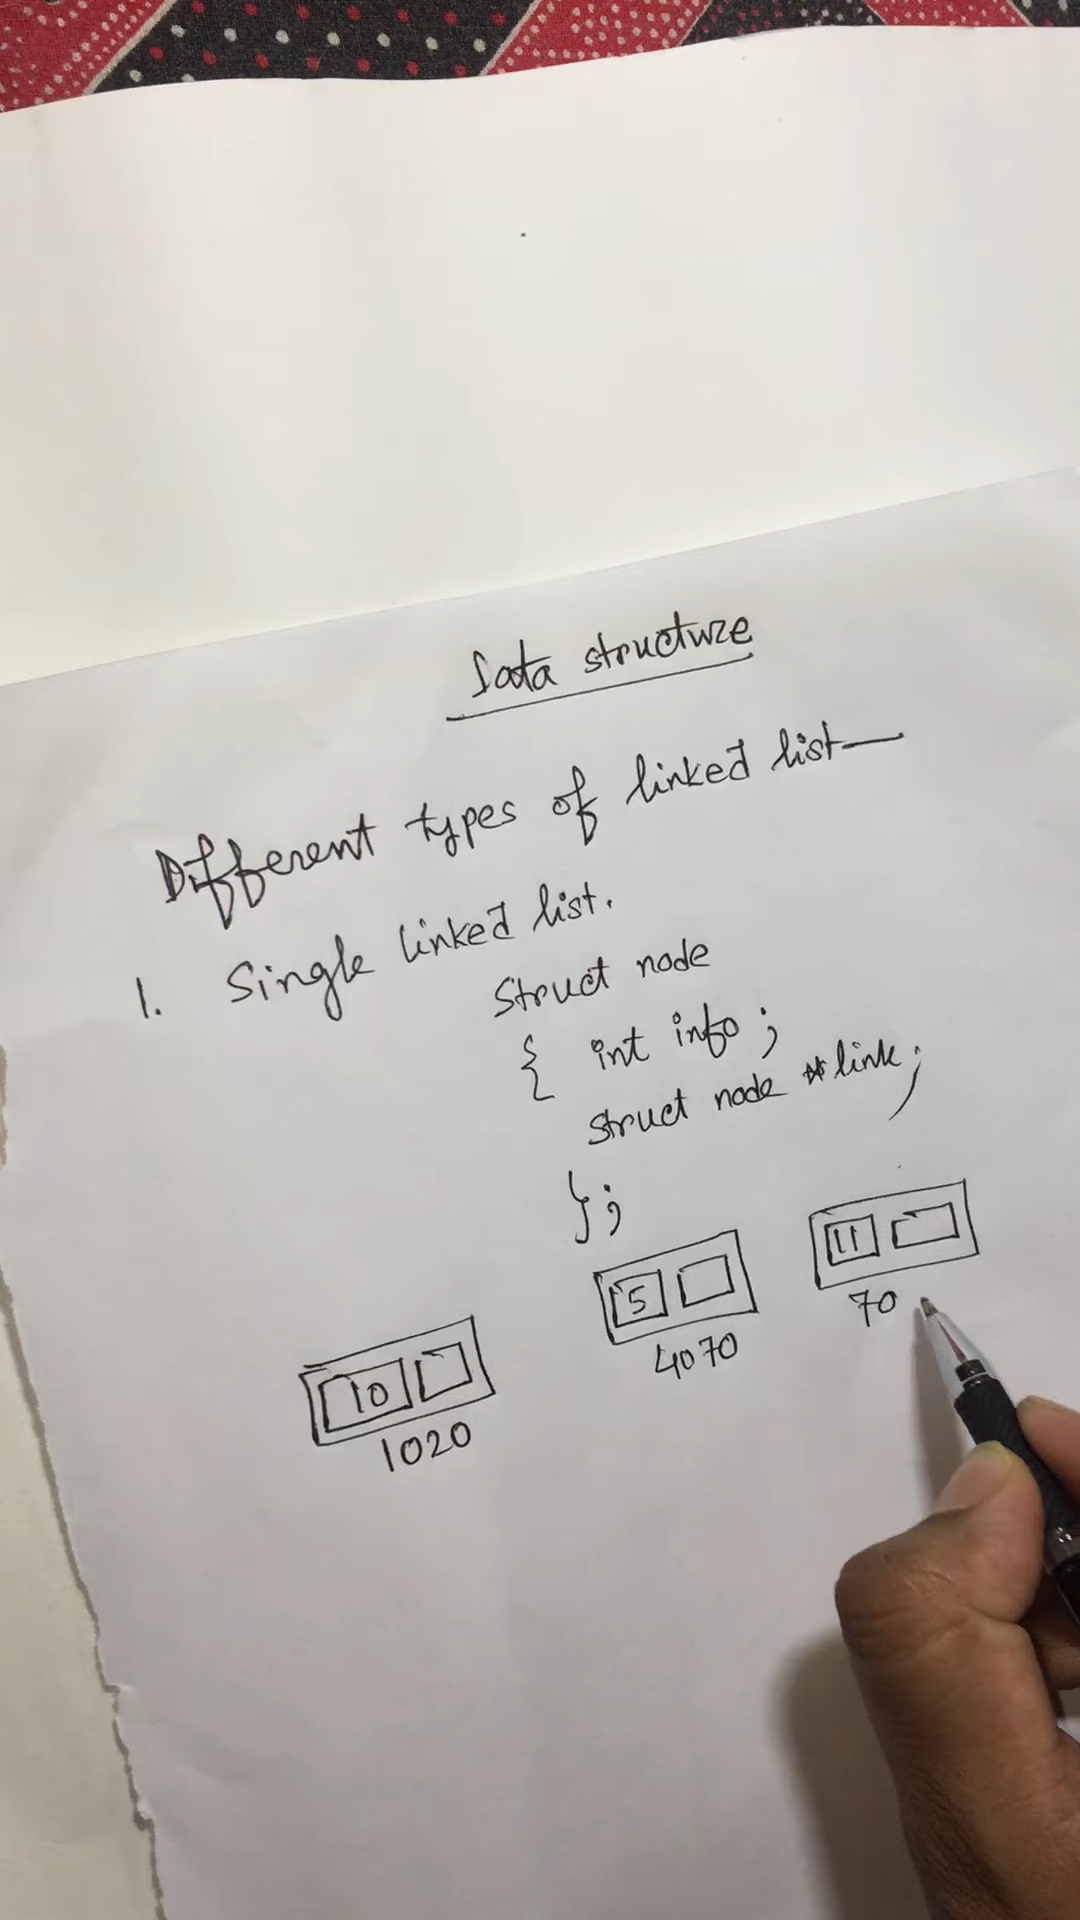 Data structure
Different types of linked list—
1. Single linked list.
struct node
{ int info;
struct node *link;
};
10
1020
5
4070
11
70